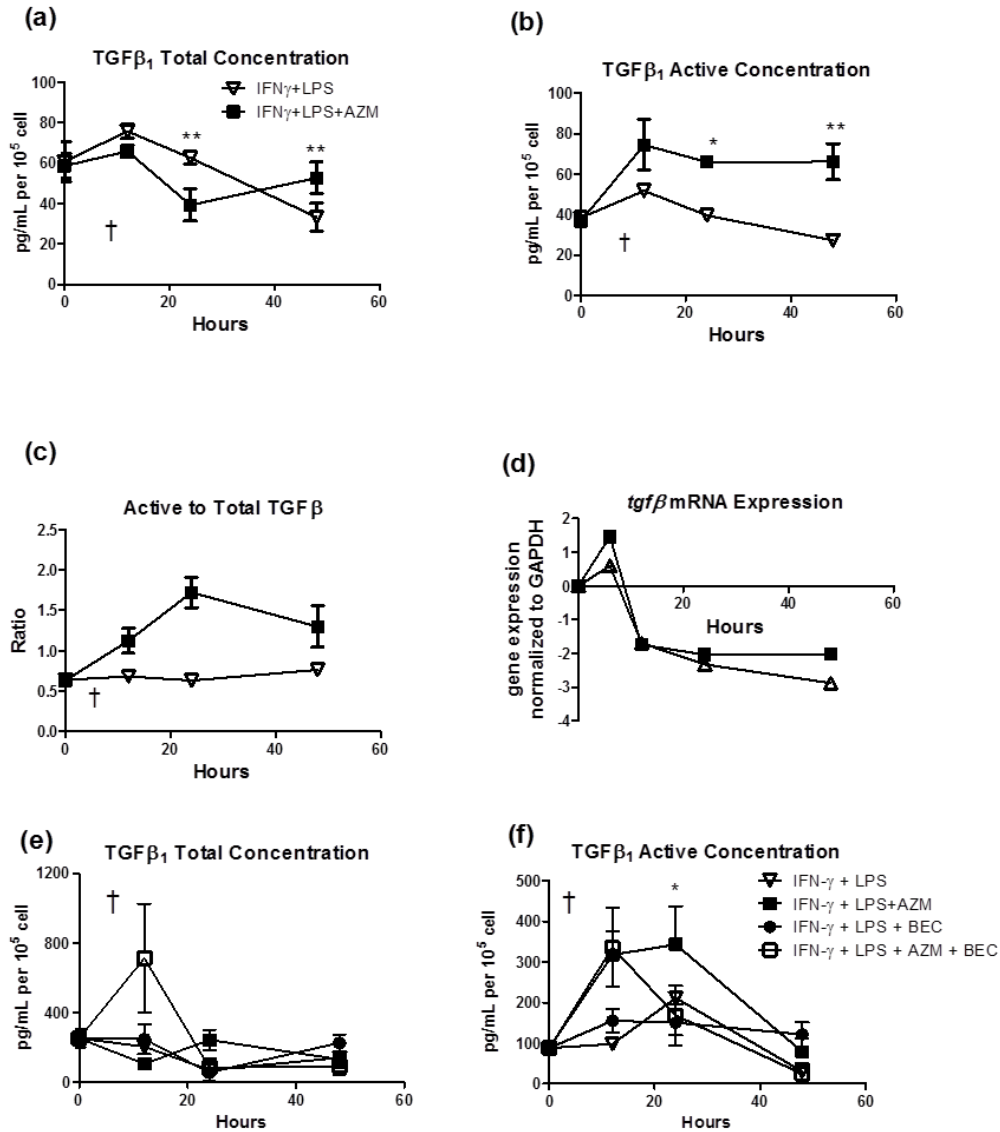 (a)
TGFβ₁ Total Concentration
IFNγ+LPS
IFNγ+LPS+AZM
pg/mL per 10⁵ cell
100
80
60
40
20
0
**
**
†
0 20 40 60
Hours
(b)
TGFβ₁ Active Concentration
pg/mL per 10⁵ cell
100
80
60
40
20
0
*
**
†
0 20 40 60
Hours
(c)
Active to Total TGFβ
Ratio
2.5
2.0
1.5
1.0
0.5
0.0
†
0 20 40 60
Hours
(d)
tgfβ mRNA Expression
gene expression
normalized to GAPDH
2
1
0
-1
-2
-3
-4
20 40 60
Hours
(e)
TGFβ₁ Total Concentration
pg/mL per 10⁵ cell
1200
800
400
0
†
0 20 40 60
Hours
(f)
TGFβ₁ Active Concentration
IFN-γ + LPS
IFN-γ + LPS+AZM
IFN-γ + LPS + BEC
IFN-γ + LPS + AZM + BEC
pg/mL per 10⁵ cell
500
400
300
200
100
0
†
*
0 20 40 60
Hours